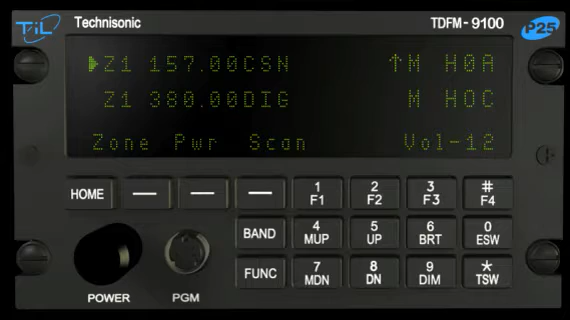 TiL Technisonic TDFM-9100 P25
Z1 157.00CSN ↑M H0A
Z1 380.00DIG M HOC
Zone Pwr Scan Vol-12
HOME — — — 1 F1 2 F2 3 F3 # F4
BAND 4 MUP 5 UP 6 BRT 0 ESW
FUNC 7 MDN 8 DN 9 DIM * TSW
POWER PGM